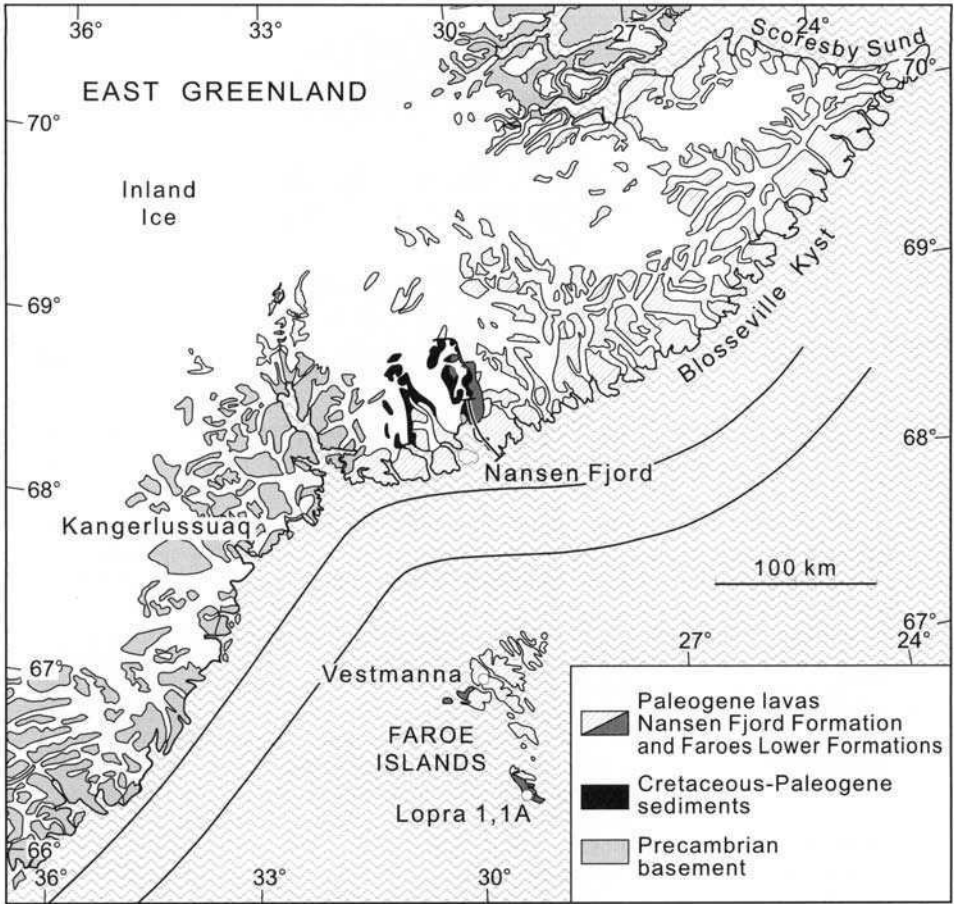 36°
33°
30°
27°
24°
Scoresby Sund
70°
EAST GREENLAND
70°
Inland
Ice
69°
Blosseville Kyst
69°
68°
Nansen Fjord
68°
Kangerlussuaq
100 km
67°
27°
24°
67°
Vestmanna
FAROE
ISLANDS
Lopra 1,1A
66°
36°
33°
30°
Paleogene lavas
Nansen Fjord Formation
and Faroes Lower Formations
Cretaceous-Paleogene
sediments
Precambrian
basement